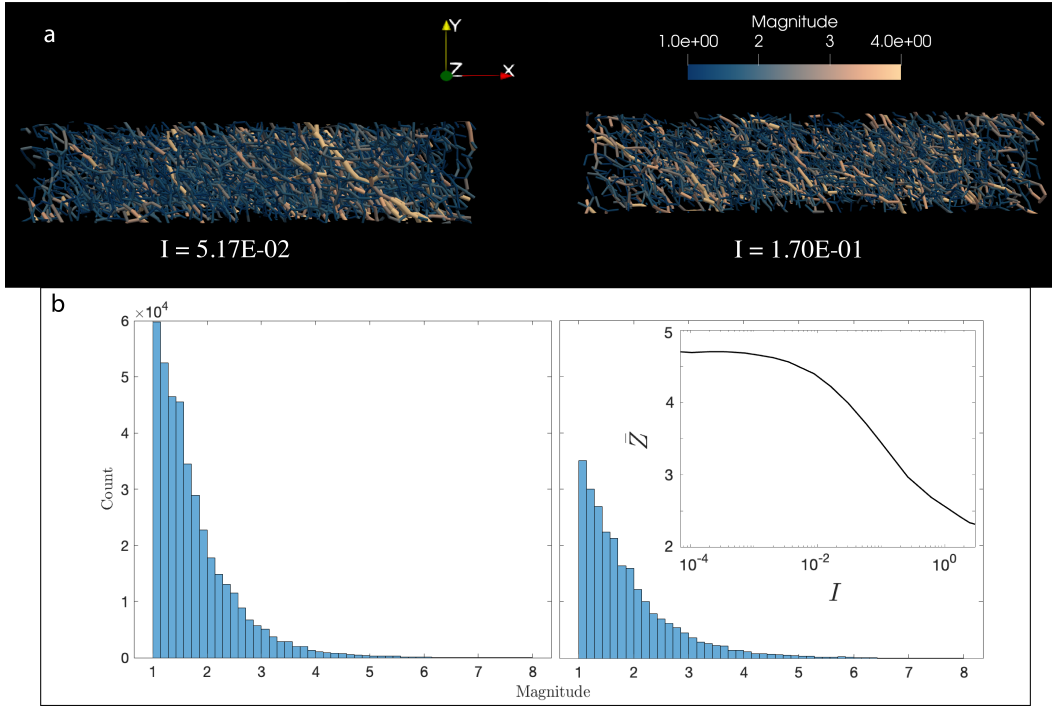 a
Y
Z
X
Magnitude
1.0e+00 2 3 4.0e+00
I = 5.17E-02
I = 1.70E-01
b
×10⁴
6
5
4
3
2
1
0
Count
1 2 3 4 5 6 7 8
1 2 3 4 5 6 7 8
Magnitude
5
4
3
2
Z̄
10⁻⁴ 10⁻² 10⁰
I